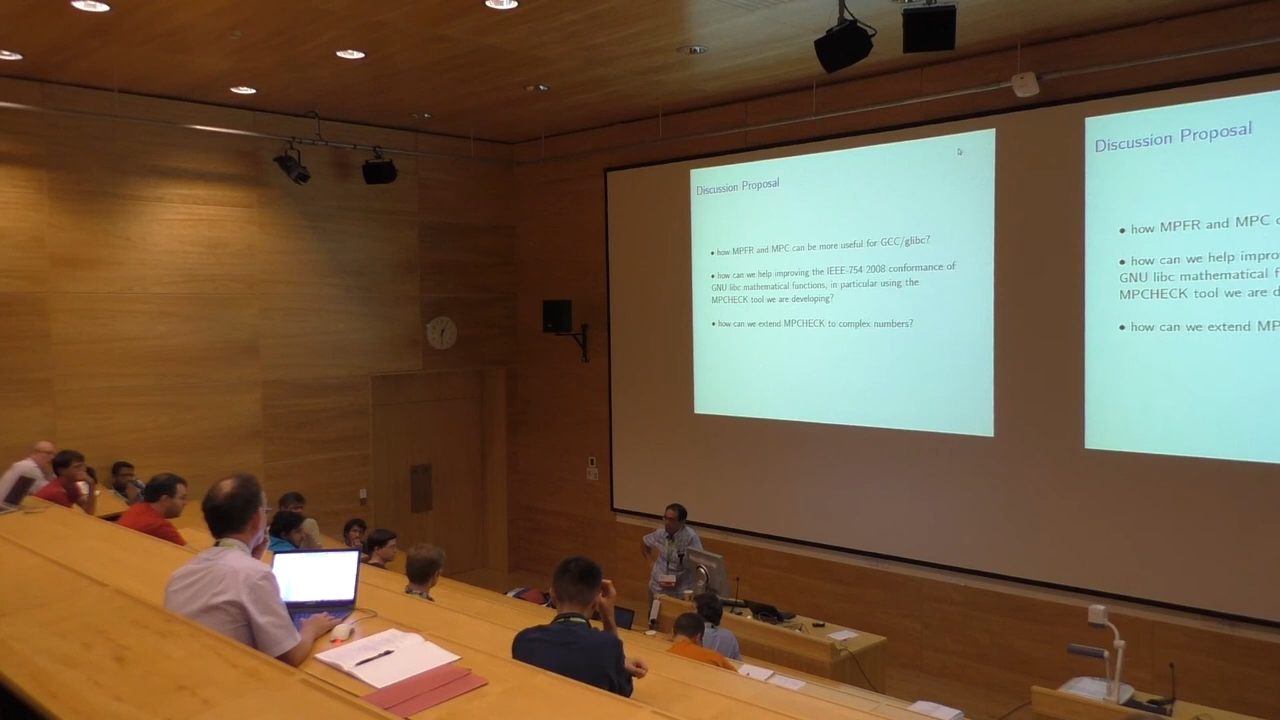 Discussion Proposal
• how MPFR and MPC can be more useful for GCC/glibc?
• how can we help improving the IEEE-754 2008 conformance of
GNU libc mathematical functions, in particular using the
MPCHECK tool we are developing?
• how can we extend MPCHECK to complex numbers?
Discussion Proposal
• how MPFR and MPC
• how can we help impro
GNU libc mathematical f
MPCHECK tool we are d
• how can we extend MP